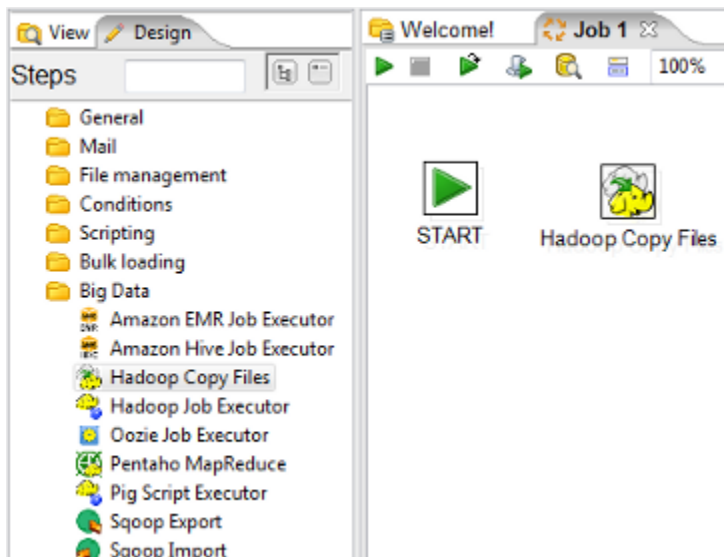 View
Design
Steps
General
Mail
File management
Conditions
Scripting
Bulk loading
Big Data
Amazon EMR Job Executor
Amazon Hive Job Executor
Hadoop Copy Files
Hadoop Job Executor
Oozie Job Executor
Pentaho MapReduce
Pig Script Executor
Sqoop Export
Sqoop Import
Welcome!
Job 1
100%
START
Hadoop Copy Files